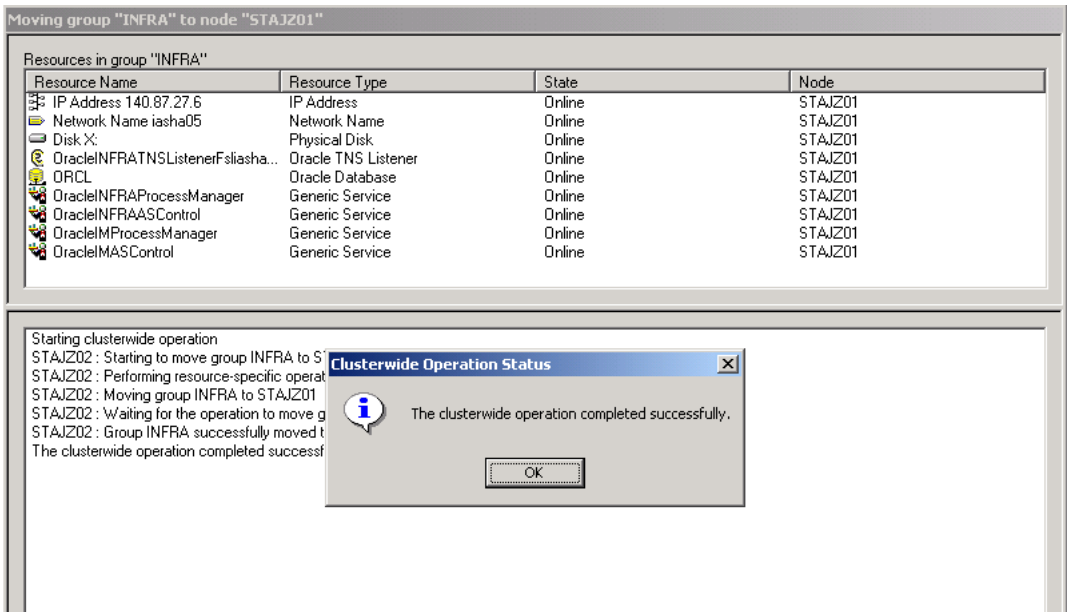 Moving group "INFRA" to node "STAJZ01"
Resources in group "INFRA"
Resource Name Resource Type State Node
IP Address 140.87.27.6 IP Address Online STAJZ01
Network Name iasha05 Network Name Online STAJZ01
Disk X: Physical Disk Online STAJZ01
OracleINFRATNSListenerFsliasha... Oracle TNS Listener Online STAJZ01
ORCL Oracle Database Online STAJZ01
OracleINFRAProcessManager Generic Service Online STAJZ01
OracleINFRAASControl Generic Service Online STAJZ01
OracleIMProcessManager Generic Service Online STAJZ01
OracleIMASControl Generic Service Online STAJZ01
Starting clusterwide operation
STAJZ02 : Starting to move group INFRA to
STAJZ02 : Performing resource-specific
STAJZ02 : Moving group INFRA to STAJZ01
STAJZ02 : Waiting for the operation to move
STAJZ02 : Group INFRA successfully moved
The clusterwide operation completed
Clusterwide Operation Status
The clusterwide operation completed successfully.
OK